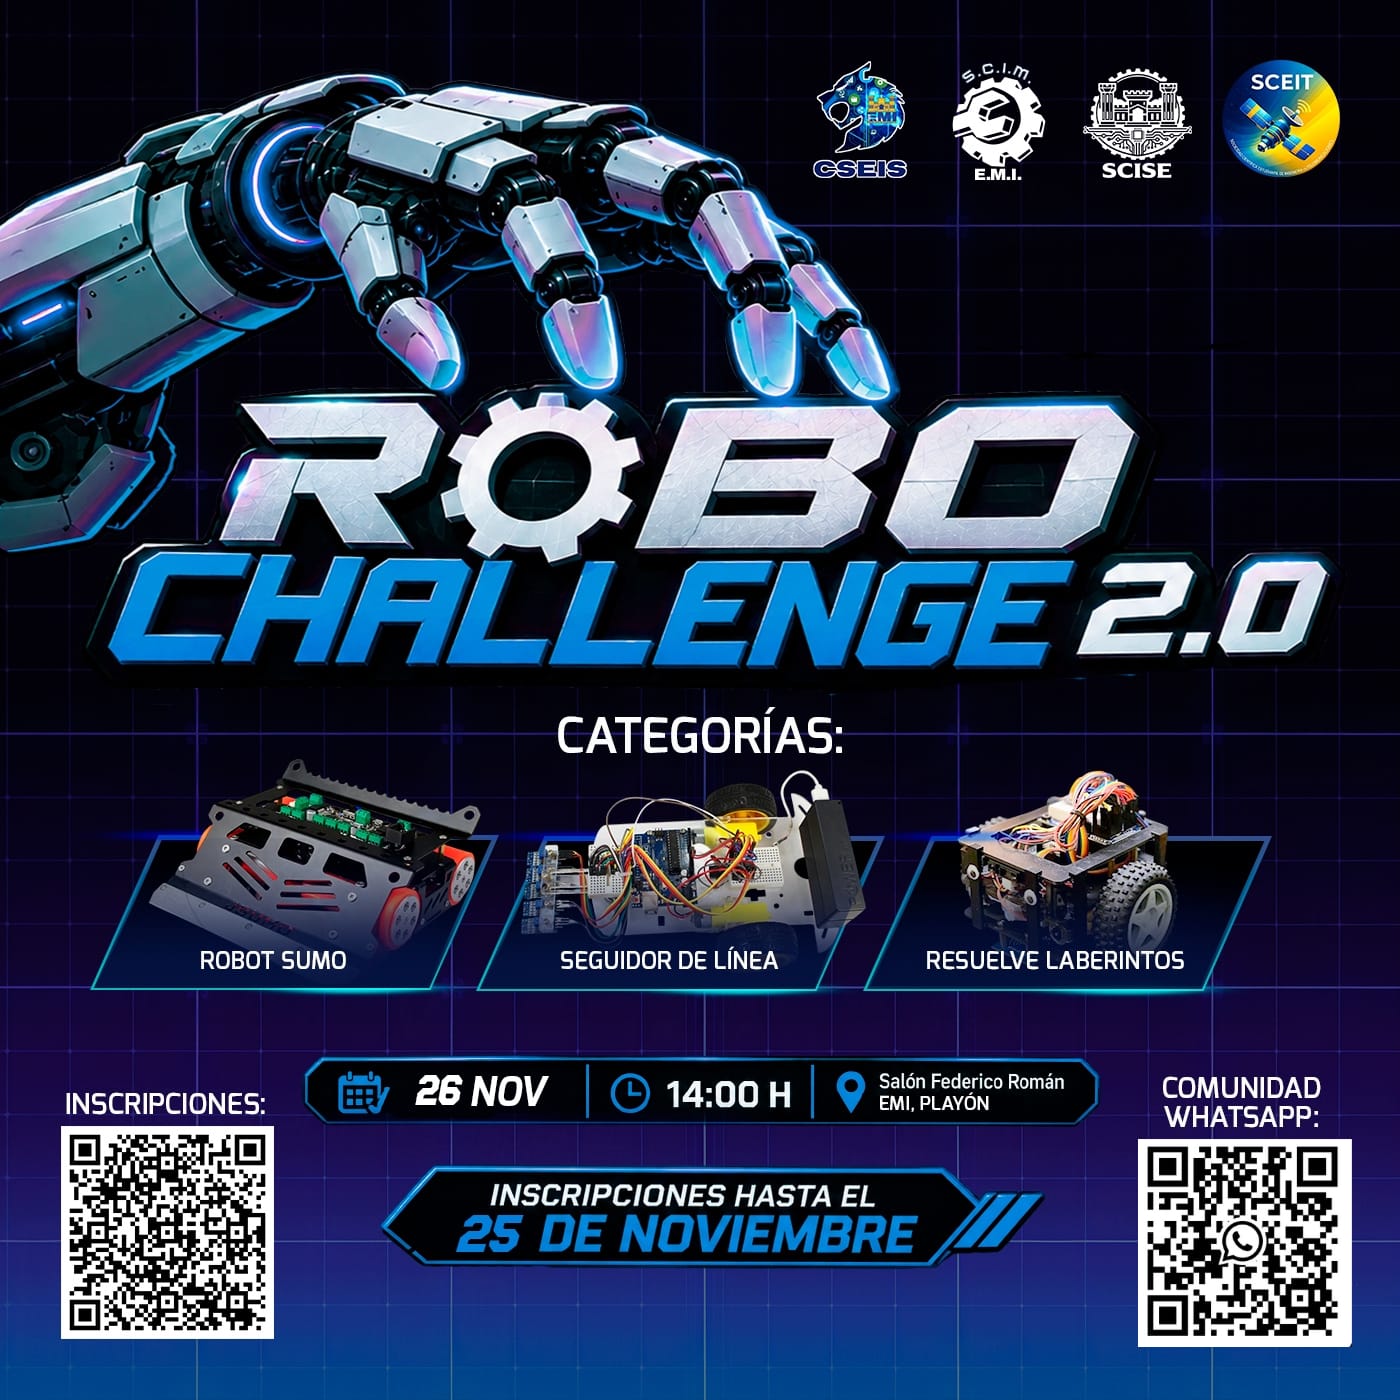 CSEIS
EMI
S.C.I.M.
E.M.I.
SCISE
SCEIT
ROBO
CHALLENGE 2.0
CATEGORÍAS:
ROBOT SUMO
SEGUIDOR DE LÍNEA
RESUELVE LABERINTOS
26 NOV
14:00 H
Salón Federico Román
EMI, PLAYÓN
INSCRIPCIONES:
COMUNIDAD
WHATSAPP:
INSCRIPCIONES HASTA EL
25 DE NOVIEMBRE